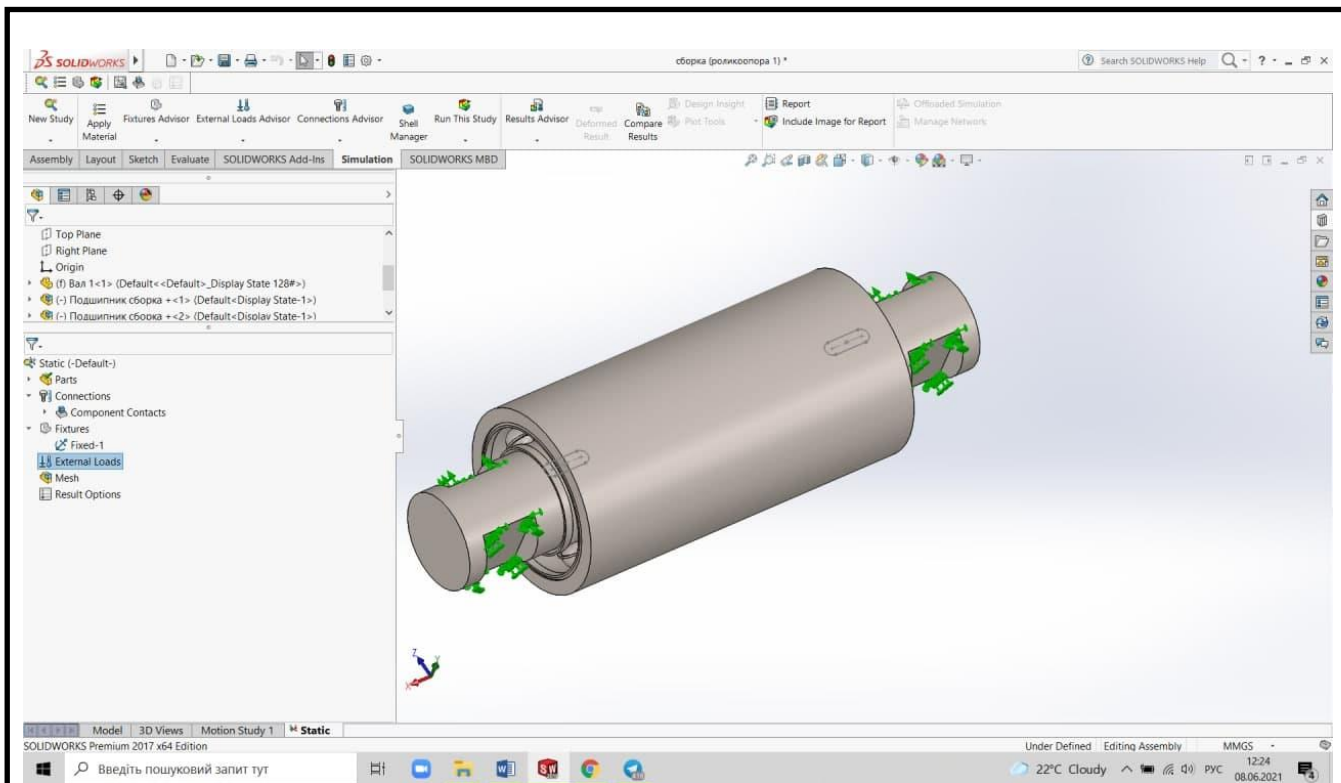 SOLIDWORKS
сборка (роликоопора 1) *
Search SOLIDWORKS Help
New Study
Apply Material
Fixtures Advisor
External Loads Advisor
Connections Advisor
Shell Manager
Run This Study
Results Advisor
Deformed Result
Compare Results
Design Insight
Plot Tools
Report
Include Image for Report
Offloaded Simulation
Manage Network
Assembly Layout Sketch Evaluate SOLIDWORKS Add-Ins Simulation SOLIDWORKS MBD
Top Plane
Right Plane
Origin
(f) Вал 1<1> (Default<<Default>_Display State 128#>)
(-) Подшипник сборка +<1> (Default<Display State-1>)
(-) Подшипник сборка +<2> (Default<Display State-1>)
Static (-Default-)
Parts
Connections
Component Contacts
Fixtures
Fixed-1
External Loads
Mesh
Result Options
Z Y X
Model 3D Views Motion Study 1 Static
SOLIDWORKS Premium 2017 x64 Edition
Under Defined Editing Assembly MMGS
Введіть пошуковий запит тут
22°C Cloudy
РУС
12:24
08.06.2021
4